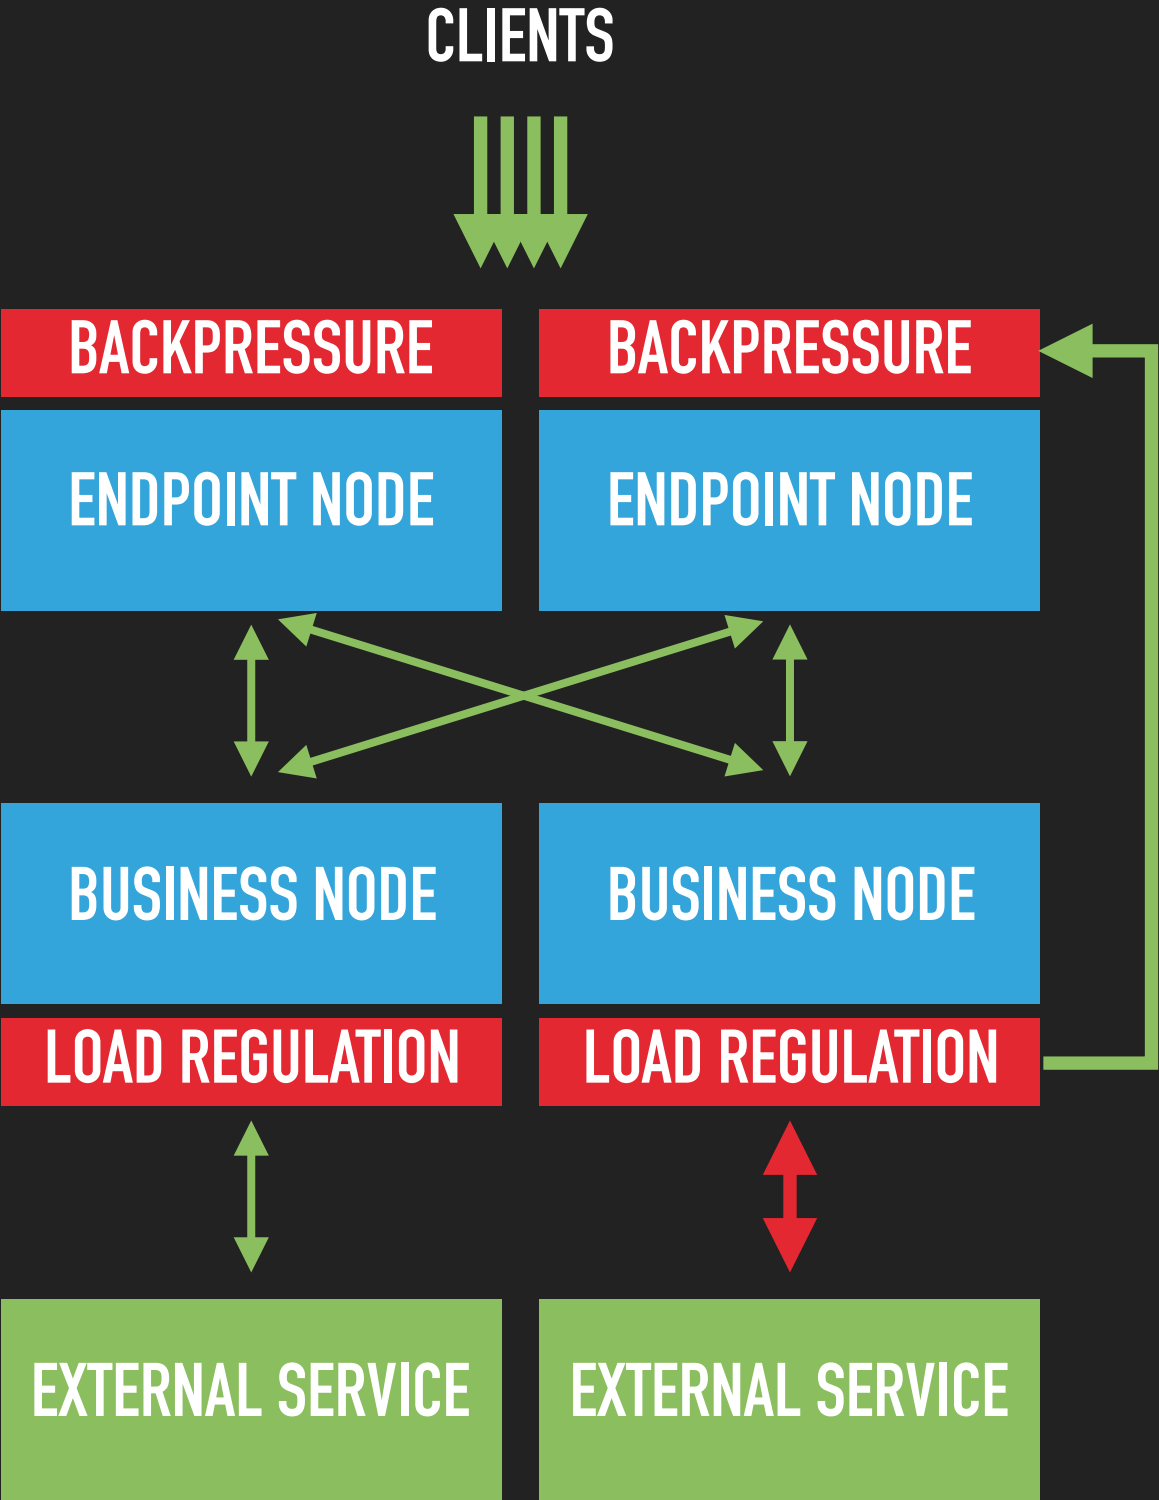 CLIENTS
BACKPRESSURE
BACKPRESSURE
ENDPOINT NODE
ENDPOINT NODE
BUSINESS NODE
BUSINESS NODE
LOAD REGULATION
LOAD REGULATION
EXTERNAL SERVICE
EXTERNAL SERVICE